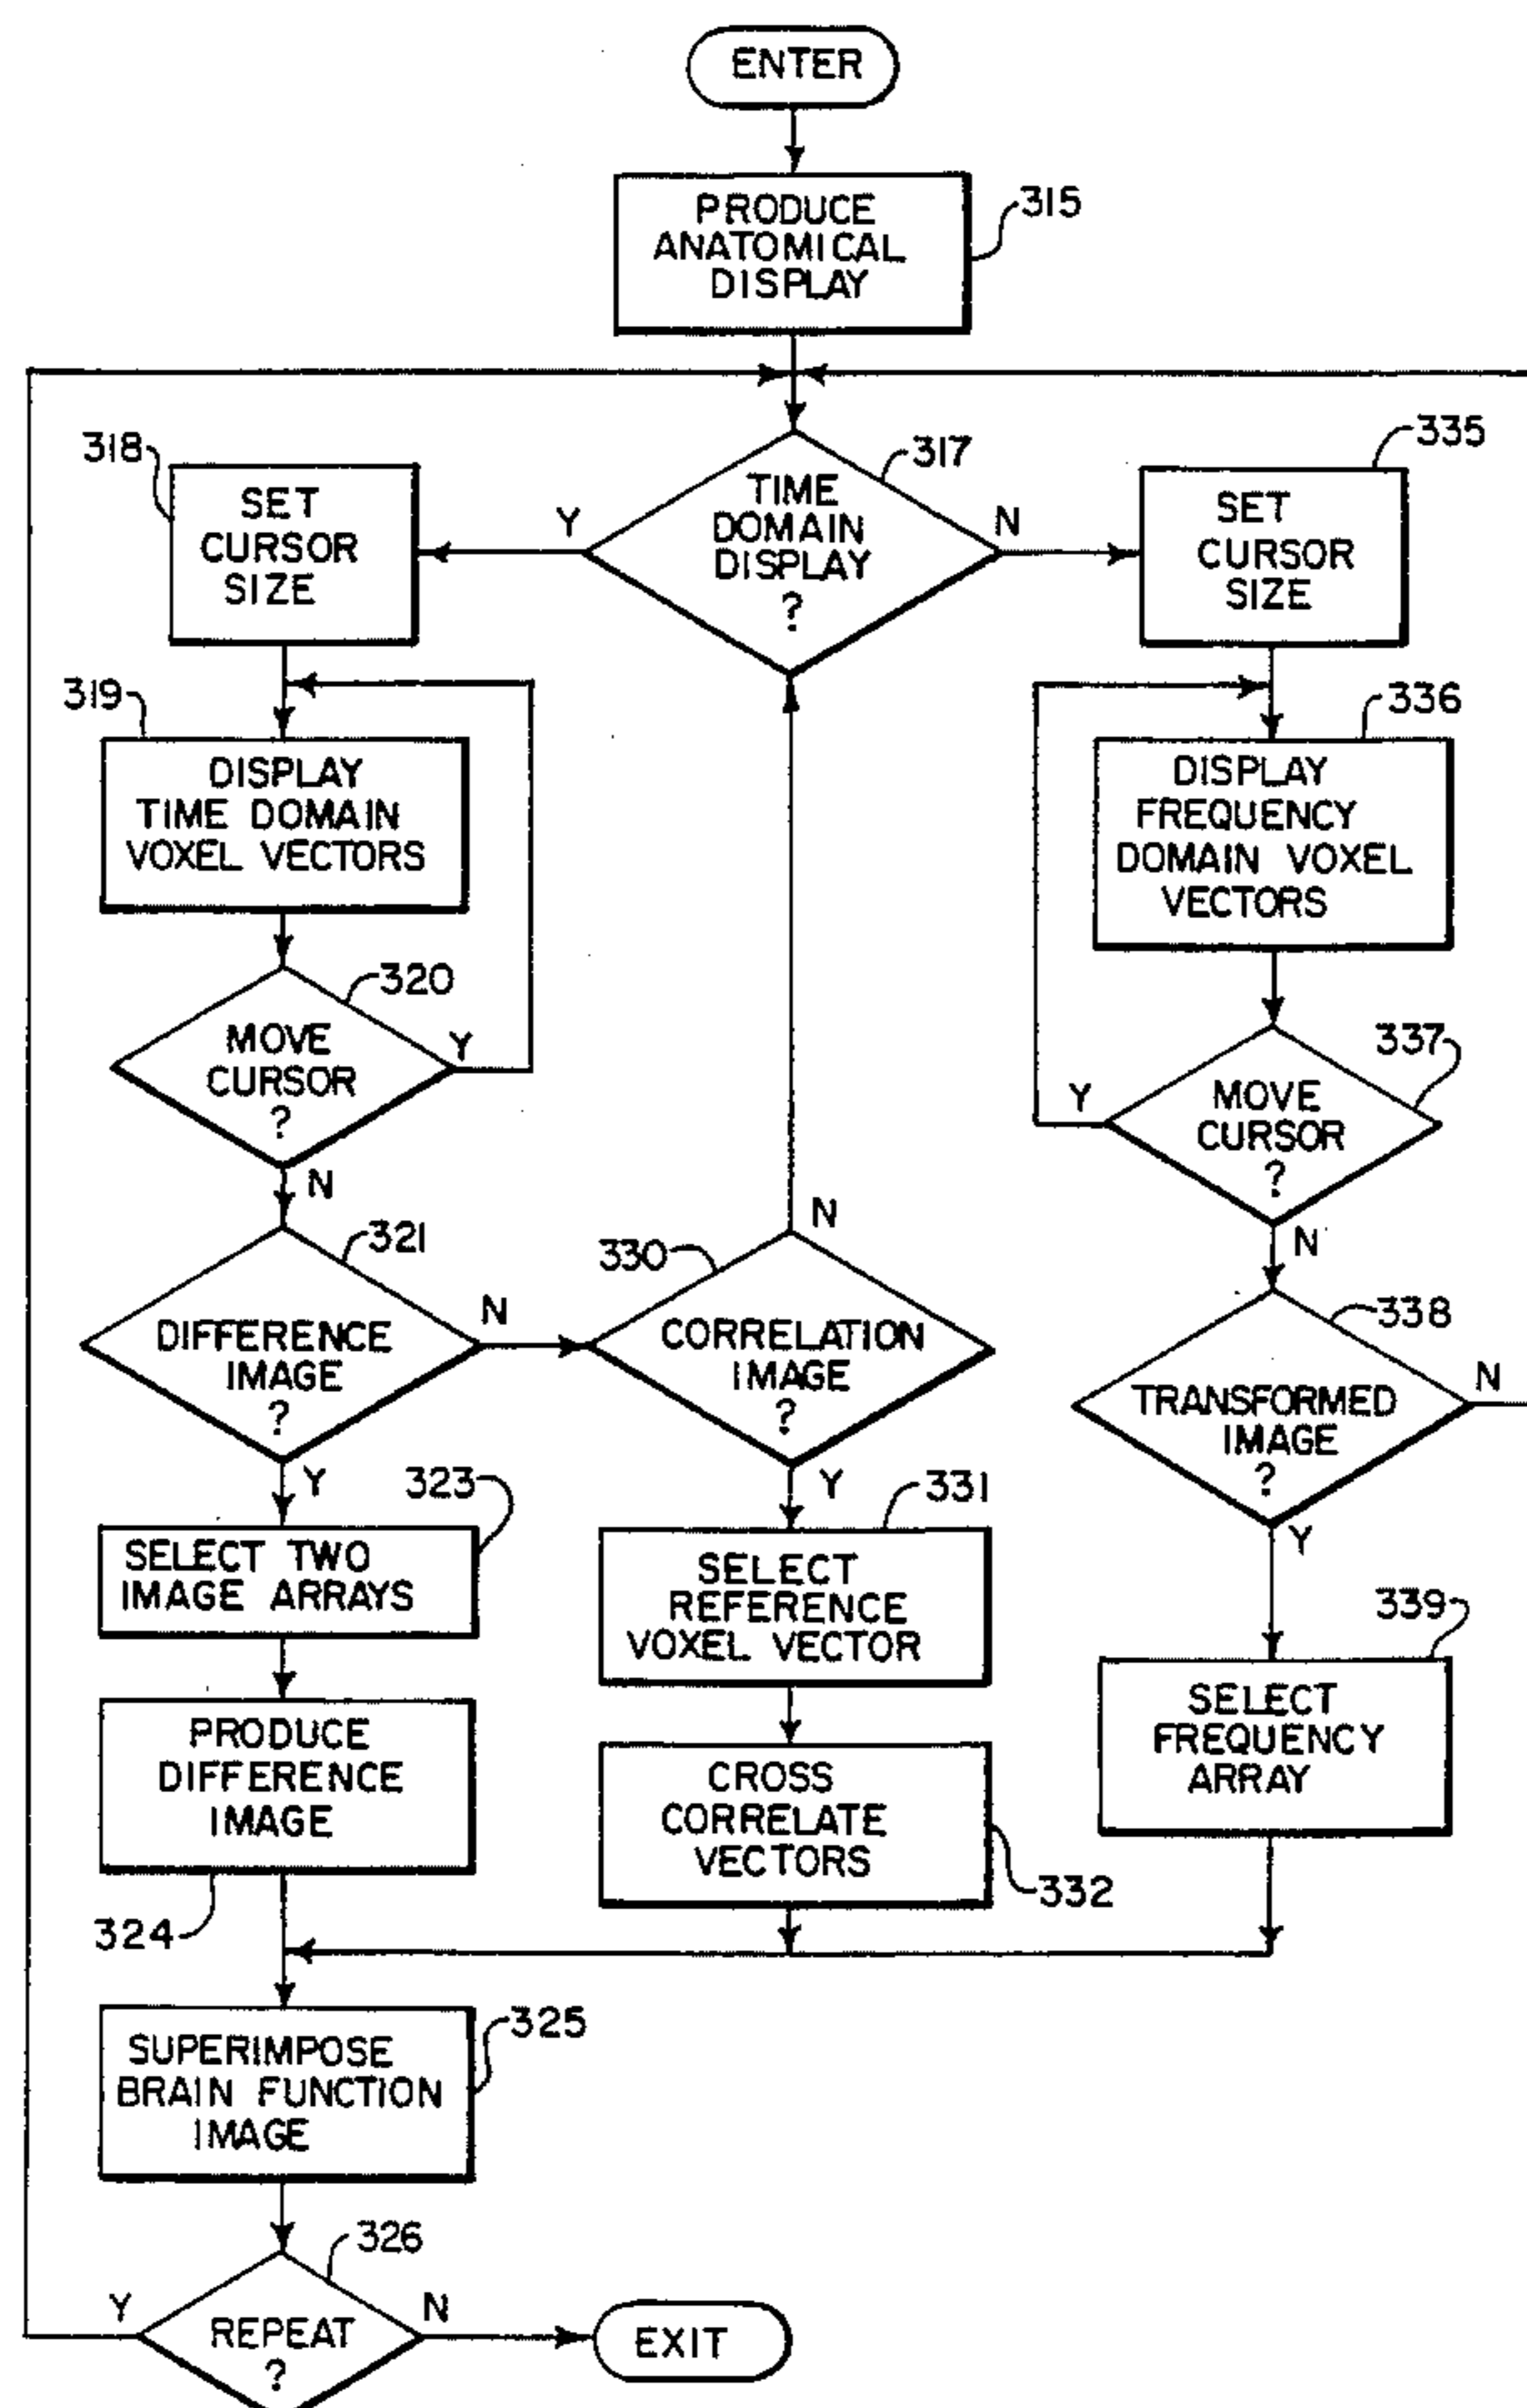 ENTER
PRODUCE
ANATOMICAL
DISPLAY
315
TIME
DOMAIN
DISPLAY
?
317
Y
N
318
SET
CURSOR
SIZE
319
DISPLAY
TIME DOMAIN
VOXEL VECTORS
320
MOVE
CURSOR
?
Y
N
321
DIFFERENCE
IMAGE
?
N
Y
323
SELECT TWO
IMAGE ARRAYS
PRODUCE
DIFFERENCE
IMAGE
324
330
N
CORRELATION
IMAGE
?
Y
331
SELECT
REFERENCE
VOXEL VECTOR
CROSS
CORRELATE
VECTORS
332
335
SET
CURSOR
SIZE
336
DISPLAY
FREQUENCY
DOMAIN VOXEL
VECTORS
337
MOVE
CURSOR
?
Y
N
338
TRANSFORMED
IMAGE
?
N
Y
339
SELECT
FREQUENCY
ARRAY
325
SUPERIMPOSE
BRAIN FUNCTION
IMAGE
326
REPEAT
?
Y
N
EXIT